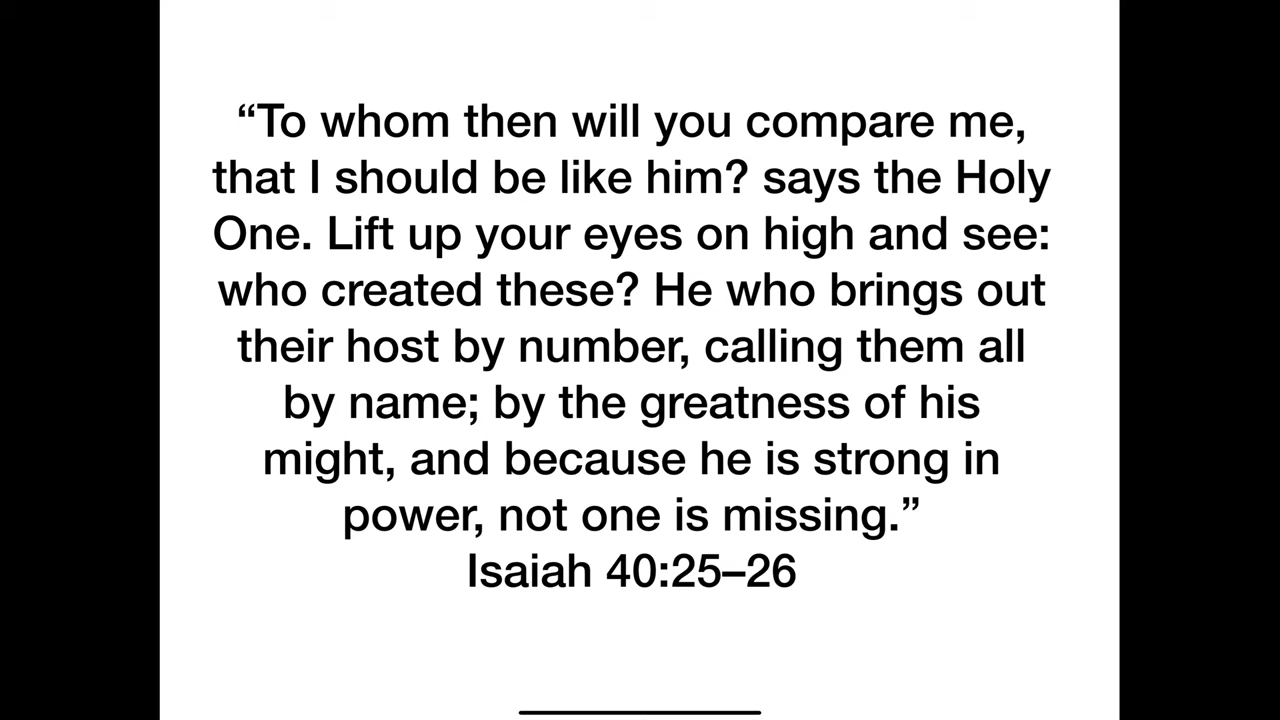 “To whom then will you compare me,
that I should be like him? says the Holy
One. Lift up your eyes on high and see:
who created these? He who brings out
their host by number, calling them all
by name; by the greatness of his
might, and because he is strong in
power, not one is missing.”
Isaiah 40:25–26